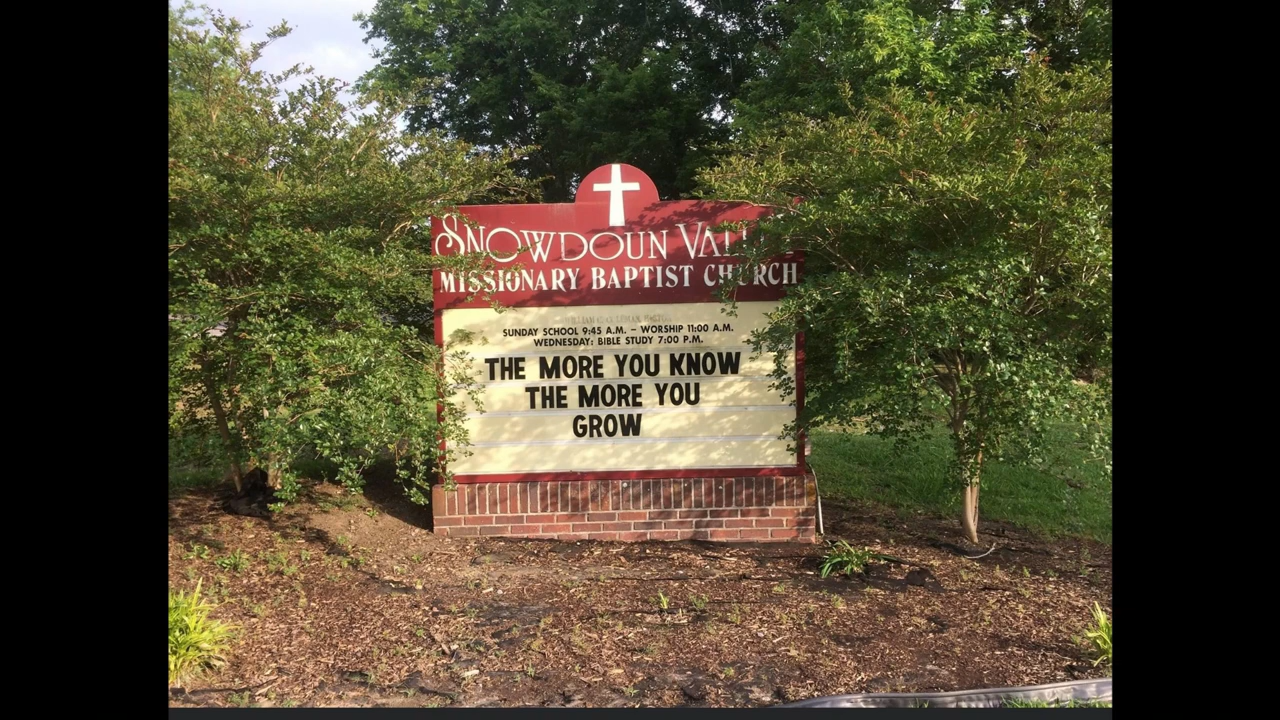 SNOWDOUN VALLEY
MISSIONARY BAPTIST CHURCH
SUNDAY SCHOOL 9:45 A.M. – WORSHIP 11:00 A.M.
WEDNESDAY: BIBLE STUDY 7:00 P.M.
THE MORE YOU KNOW
THE MORE YOU
GROW